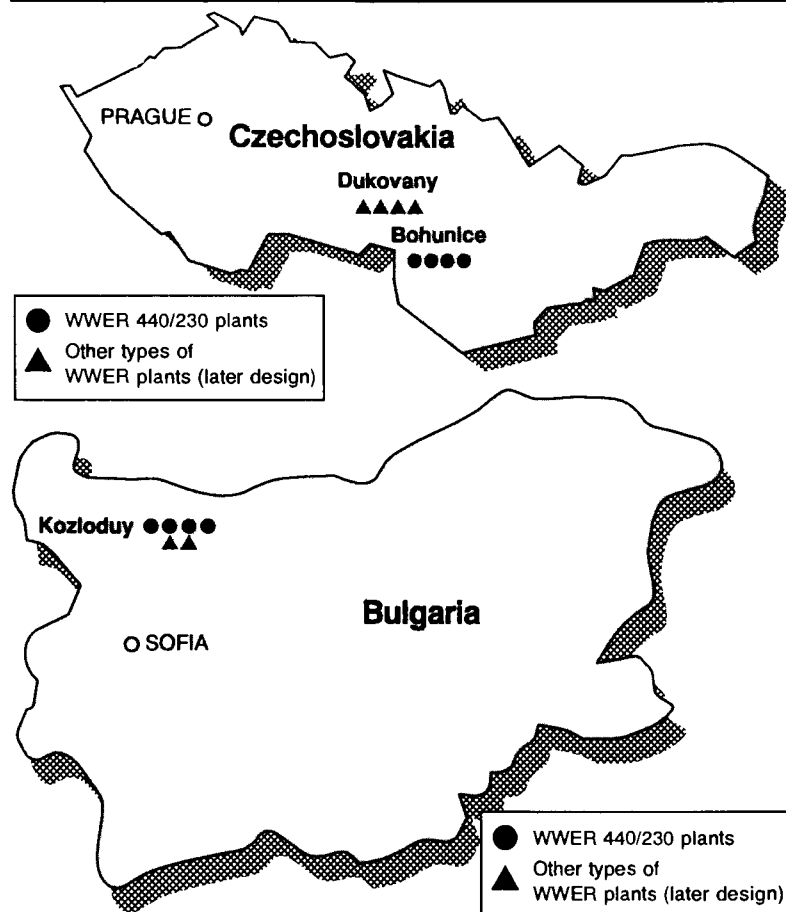 PRAGUE
Czechoslovakia
Dukovany
Bohunice
WWER 440/230 plants
Other types of
WWER plants (later design)
Kozloduy
SOFIA
Bulgaria
WWER 440/230 plants
Other types of
WWER plants (later design)